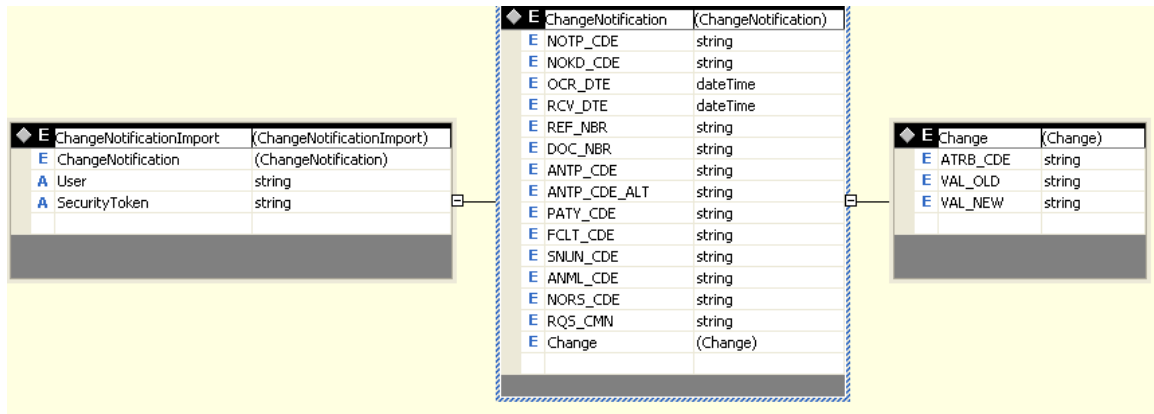 E ChangeNotificationImport (ChangeNotificationImport)
E ChangeNotification (ChangeNotification)
A User string
A SecurityToken string
E ChangeNotification (ChangeNotification)
E NOTP_CDE string
E NOKD_CDE string
E OCR_DTE dateTime
E RCV_DTE dateTime
E REF_NBR string
E DOC_NBR string
E ANTP_CDE string
E ANTP_CDE_ALT string
E PATY_CDE string
E FCLT_CDE string
E SNUN_CDE string
E ANML_CDE string
E NORS_CDE string
E RQS_CMN string
E Change (Change)
E Change (Change)
E ATRB_CDE string
E VAL_OLD string
E VAL_NEW string